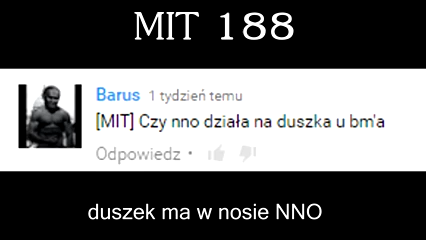 MIT 188
Barus 1 tydzień temu
[MIT] Czy nno działa na duszka u bm'a
Odpowiedz •
duszek ma w nosie NNO